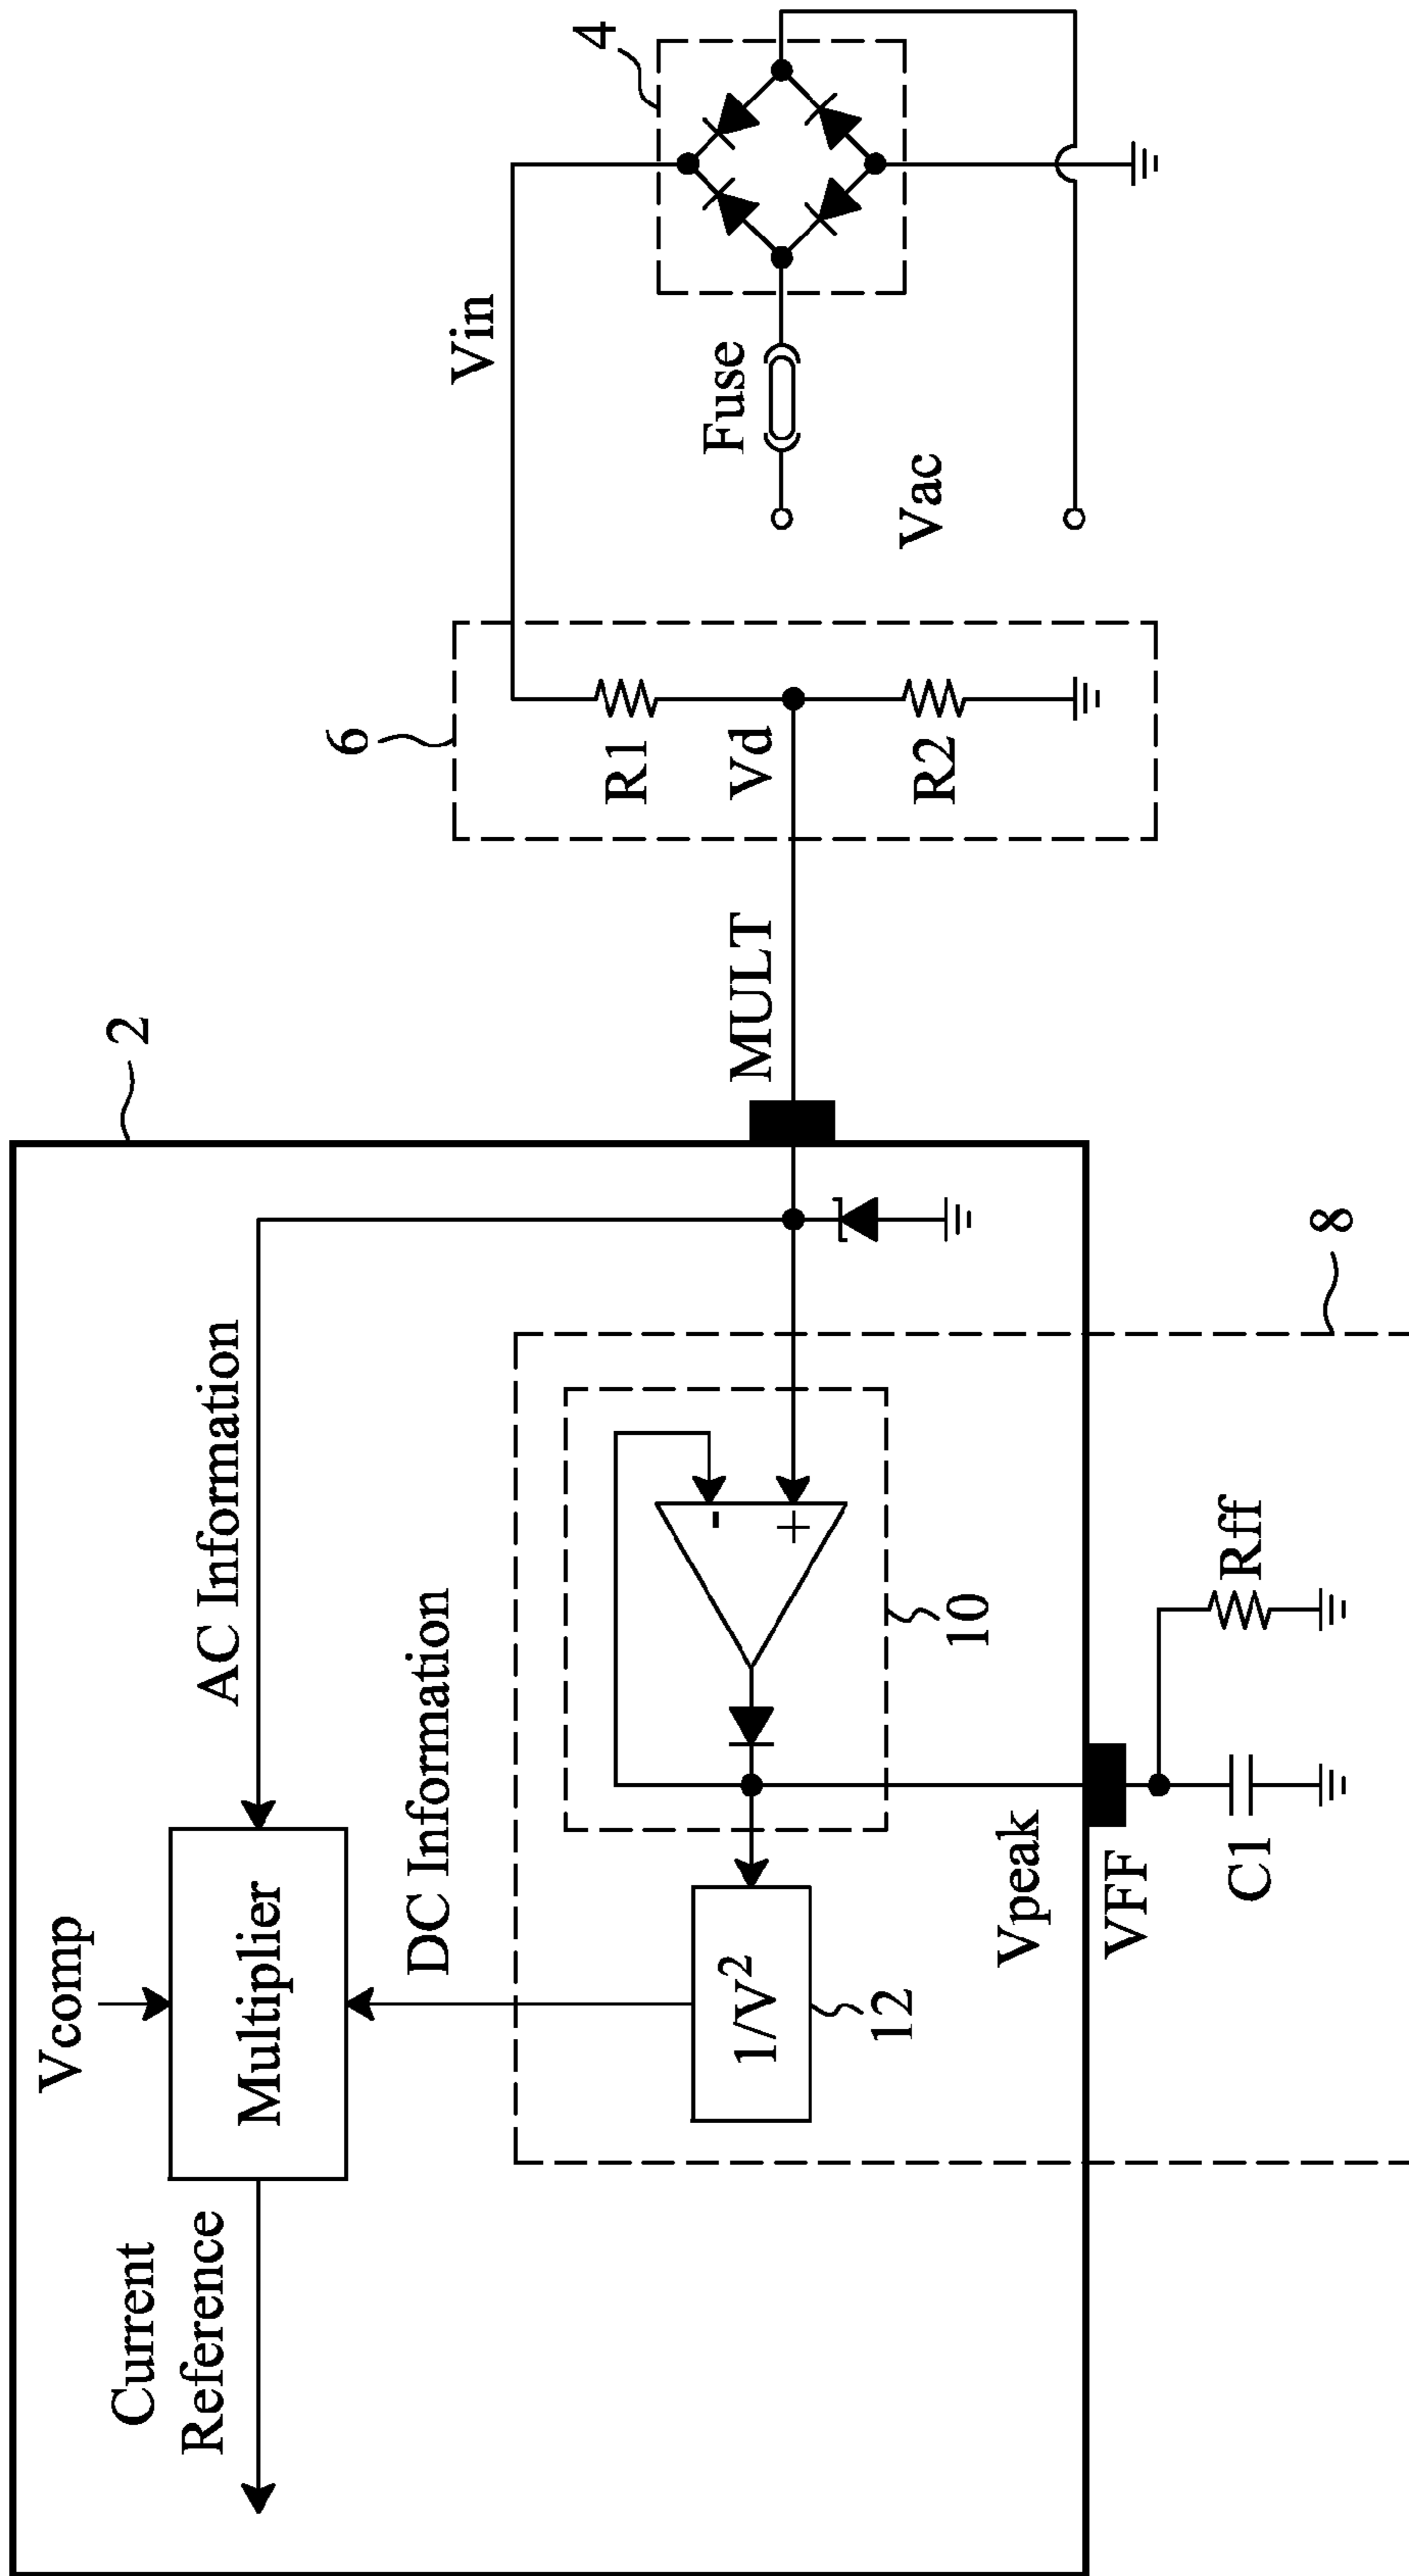 4
Vin
Fuse
Vac
6
R1
Vd
R2
MULT
2
AC Information
DC Information
Vcomp
Multiplier
Current
Reference
-
+
10
1/V²
12
8
Vpeak
VFF
C1
Rff